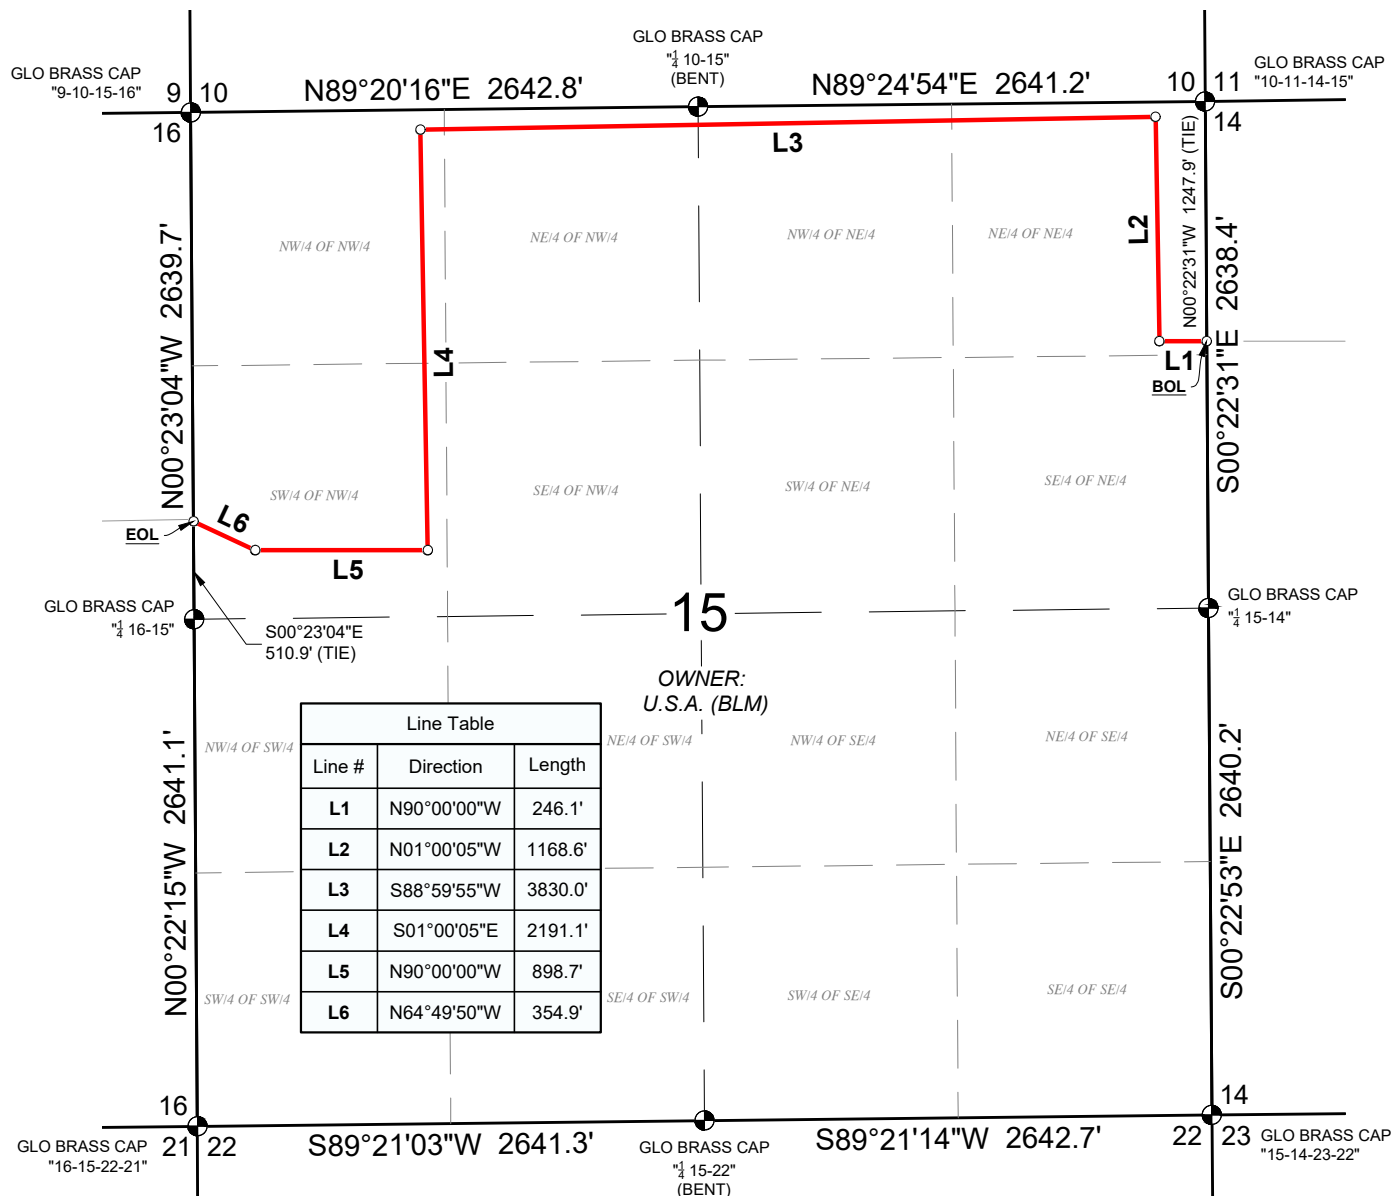 GLO BRASS CAP
"1/4 10-15"
(BENT)
GLO BRASS CAP
"9-10-15-16"
GLO BRASS CAP
"10-11-14-15"
9 10
N89°20'16"E 2642.8'
N89°24'54"E 2641.2'
10 11
16
14
L3
N00°22'31"W 1247.9' (TIE)
L2
NW/4 OF NW/4
NE/4 OF NW/4
NW/4 OF NE/4
NE/4 OF NE/4
N00°23'04"W 2639.7'
S00°22'31"E 2638.4'
L4
L1
BOL
SW/4 OF NW/4
SE/4 OF NW/4
SW/4 OF NE/4
SE/4 OF NE/4
L6
EOL
L5
GLO BRASS CAP
"1/4 16-15"
S00°23'04"E
510.9' (TIE)
15
GLO BRASS CAP
"1/4 15-14"
OWNER:
U.S.A. (BLM)
NW/4 OF SW/4
NE/4 OF SW/4
NW/4 OF SE/4
NE/4 OF SE/4
N00°22'15"W 2641.1'
S00°22'53"E 2640.2'
Line Table
Line # Direction Length
L1 N90°00'00"W 246.1'
L2 N01°00'05"W 1168.6'
L3 S88°59'55"W 3830.0'
L4 S01°00'05"E 2191.1'
L5 N90°00'00"W 898.7'
L6 N64°49'50"W 354.9'
SW/4 OF SW/4
SE/4 OF SW/4
SW/4 OF SE/4
SE/4 OF SE/4
16
14
21 22
S89°21'03"W 2641.3'
S89°21'14"W 2642.7'
22 23
GLO BRASS CAP
"16-15-22-21"
GLO BRASS CAP
"1/4 15-22"
(BENT)
GLO BRASS CAP
"15-14-23-22"